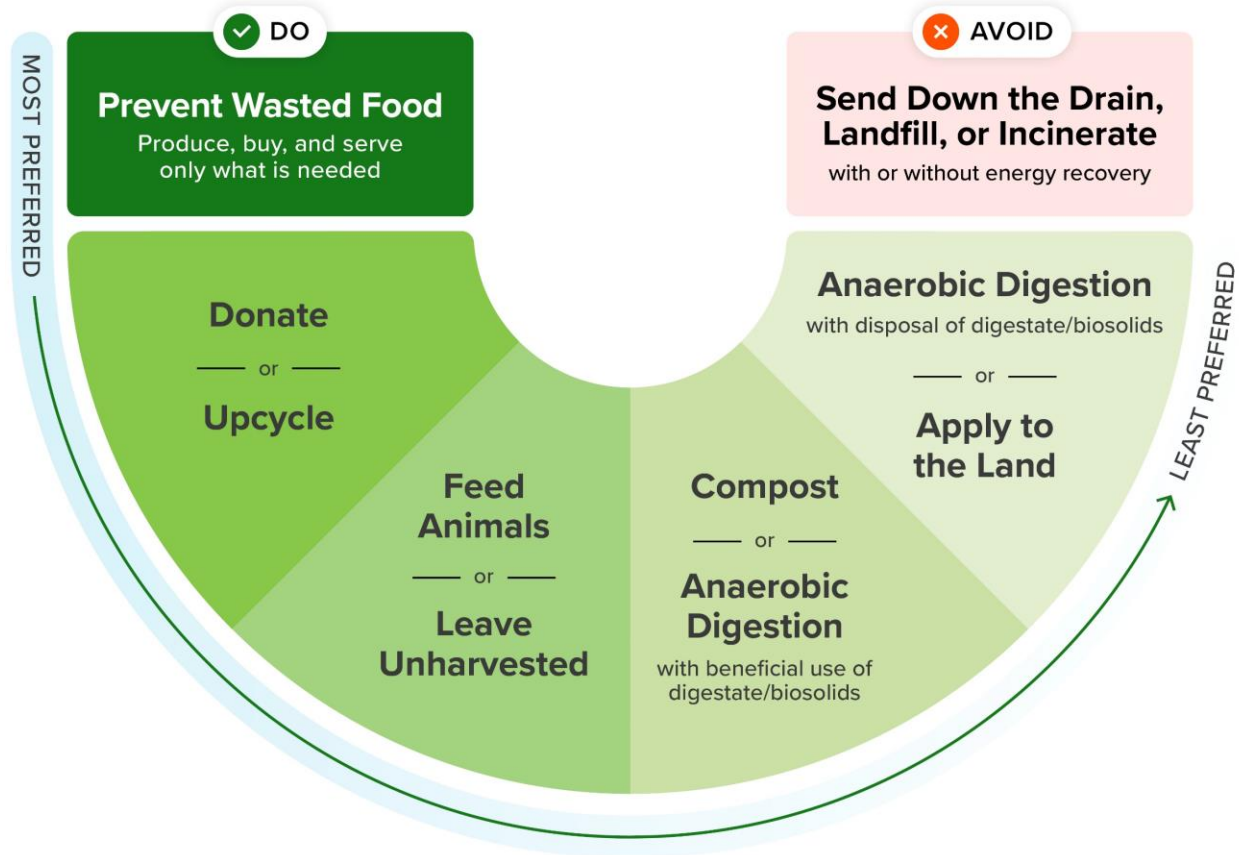 DO
MOST PREFERRED
Prevent Wasted Food
Produce, buy, and serve
only what is needed
Donate
or
Upcycle
Feed
Animals
or
Leave
Unharvested
Compost
or
Anaerobic
Digestion
with beneficial use of
digestate/biosolids
Anaerobic Digestion
with disposal of digestate/biosolids
or
Apply to
the Land
LEAST PREFERRED
AVOID
Send Down the Drain,
Landfill, or Incinerate
with or without energy recovery